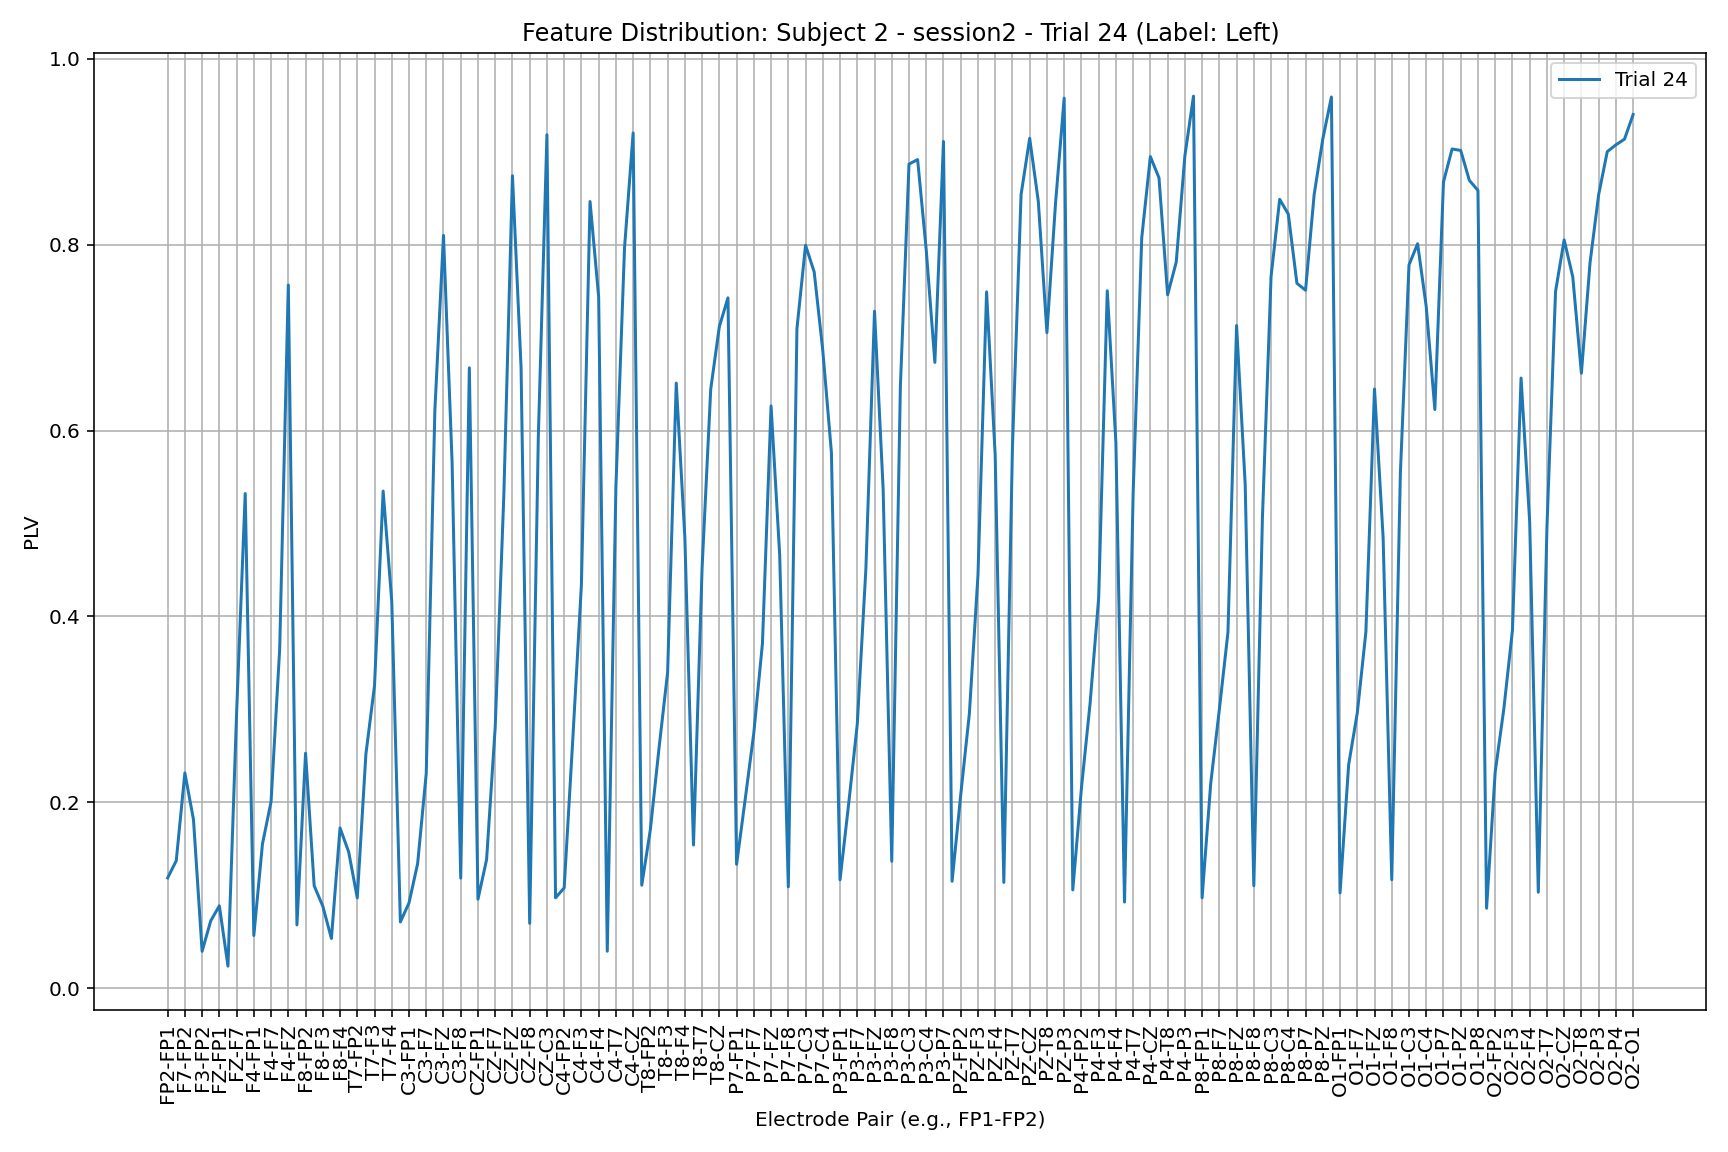 Feature Distribution: Subject 2 - session2 - Trial 24 (Label: Left)
Trial 24
PLV
1.0
0.8
0.6
0.4
0.2
0.0
FP2-FP1
F7-FP2
F3-FP2
FZ-FP1
FZ-F7
F4-FP1
F4-F7
F4-FZ
F8-FP2
F8-F3
F8-F4
T7-FP2
T7-F3
T7-F4
C3-FP1
C3-F7
C3-FZ
C3-F8
CZ-FP1
CZ-F7
CZ-FZ
CZ-F8
CZ-C3
C4-FP2
C4-F3
C4-F4
C4-T7
C4-CZ
T8-FP2
T8-F3
T8-F4
T8-T7
T8-CZ
P7-FP1
P7-F7
P7-FZ
P7-F8
P7-C3
P7-C4
P3-FP1
P3-F7
P3-FZ
P3-F8
P3-C3
P3-C4
P3-P7
PZ-FP2
PZ-F3
PZ-F4
PZ-T7
PZ-CZ
PZ-T8
PZ-P3
P4-FP2
P4-F3
P4-F4
P4-T7
P4-CZ
P4-T8
P4-P3
P8-FP1
P8-F7
P8-FZ
P8-F8
P8-C3
P8-C4
P8-P7
P8-PZ
O1-FP1
O1-F7
O1-FZ
O1-F8
O1-C3
O1-C4
O1-P7
O1-PZ
O1-P8
O2-FP2
O2-F3
O2-F4
O2-T7
O2-CZ
O2-T8
O2-P3
O2-P4
O2-O1
Electrode Pair (e.g., FP1-FP2)